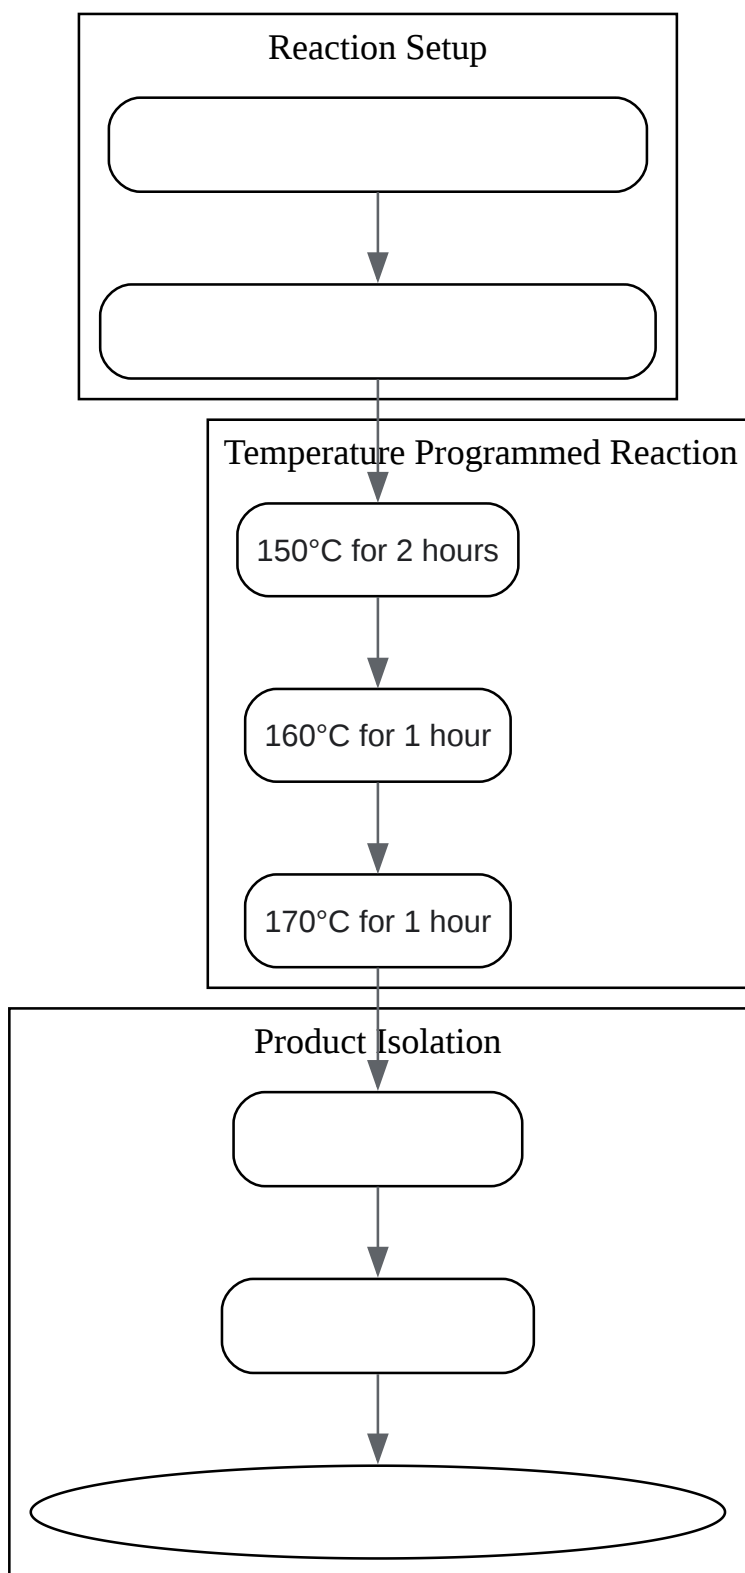 Reaction Setup
Temperature Programmed Reaction
150°C for 2 hours
160°C for 1 hour
170°C for 1 hour
Product Isolation